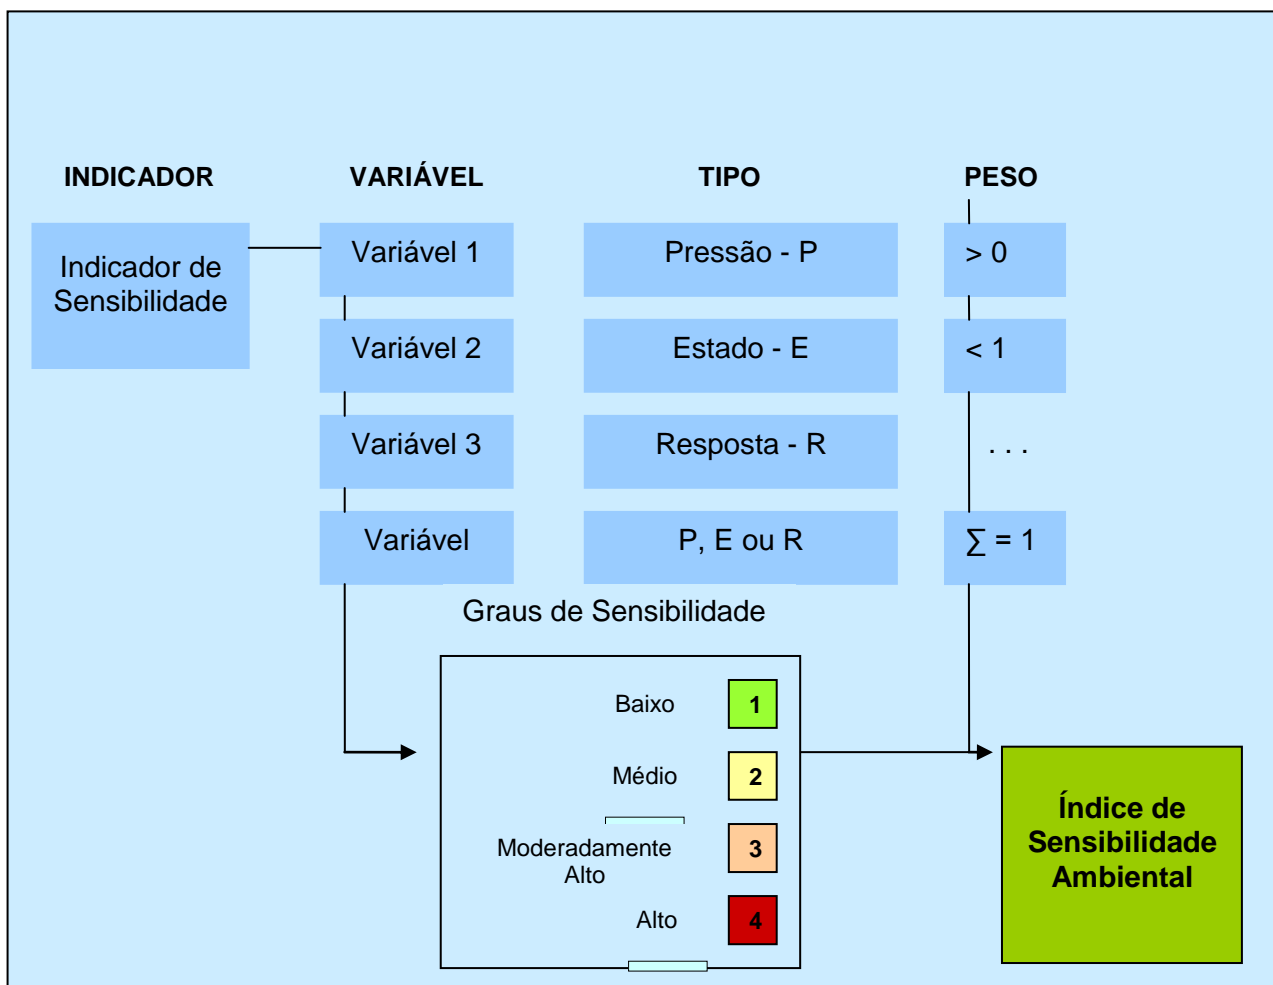 INDICADOR VARIÁVEL TIPO PESO
Indicador de
Sensibilidade
Variável 1 Pressão - P > 0
Variável 2 Estado - E < 1
Variável 3 Resposta - R . . .
Variável P, E ou R ∑ = 1
Graus de Sensibilidade
Baixo 1
Médio 2
Moderadamente
Alto
3
Alto 4
Índice de
Sensibilidade
Ambiental